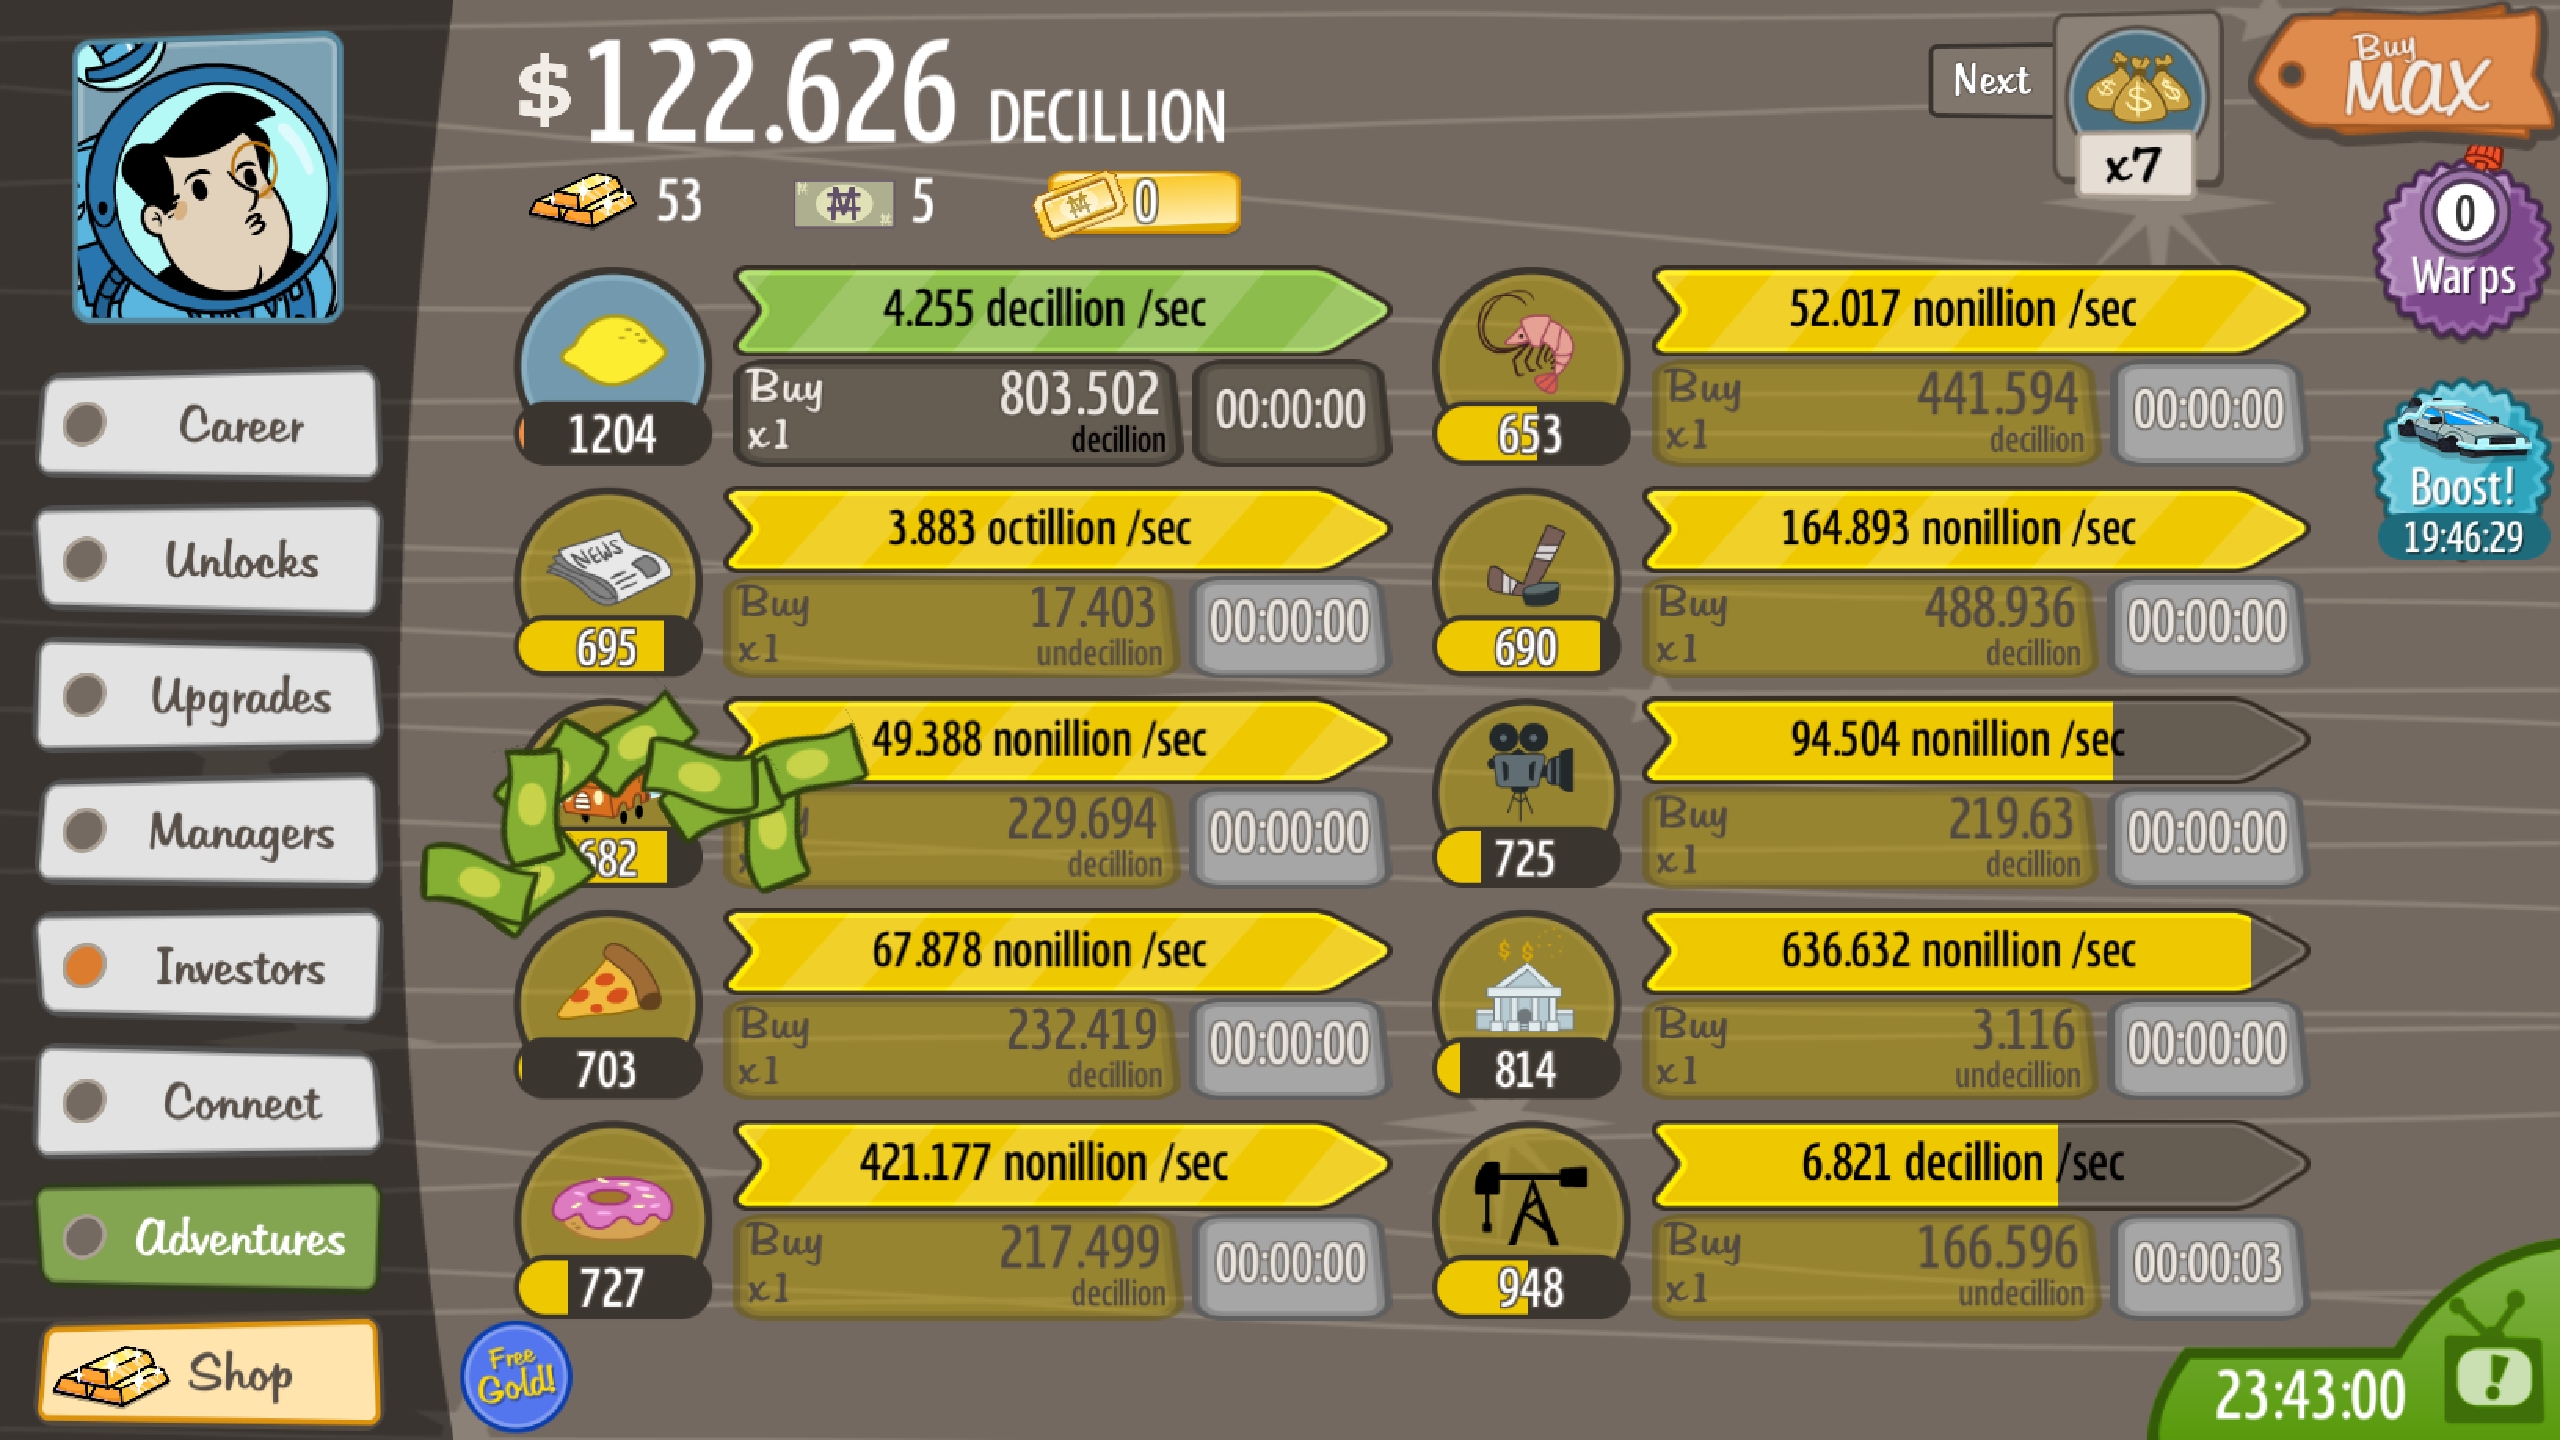 $122.626 DECILLION
53
5
0
Next
x7
Buy
MAX
0
Warps
Boost!
19:46:29
Career
Unlocks
Upgrades
Managers
Investors
Connect
Adventures
Shop
4.255 decillion /sec
1204
Buy
x1
803.502
decillion
00:00:00
NEWS
3.883 octillion /sec
695
Buy
x1
17.403
undecillion
00:00:00
49.388 nonillion /sec
682
229.694
decillion
00:00:00
67.878 nonillion /sec
703
Buy
x1
232.419
decillion
00:00:00
421.177 nonillion /sec
727
Buy
x1
217.499
decillion
00:00:00
52.017 nonillion /sec
653
Buy
x1
441.594
decillion
00:00:00
164.893 nonillion /sec
690
Buy
x1
488.936
decillion
00:00:00
94.504 nonillion /sec
725
Buy
x1
219.63
decillion
00:00:00
636.632 nonillion /sec
814
Buy
x1
3.116
undecillion
00:00:00
6.821 decillion /sec
948
Buy
x1
166.596
undecillion
00:00:03
Free
Gold!
23:43:00
!